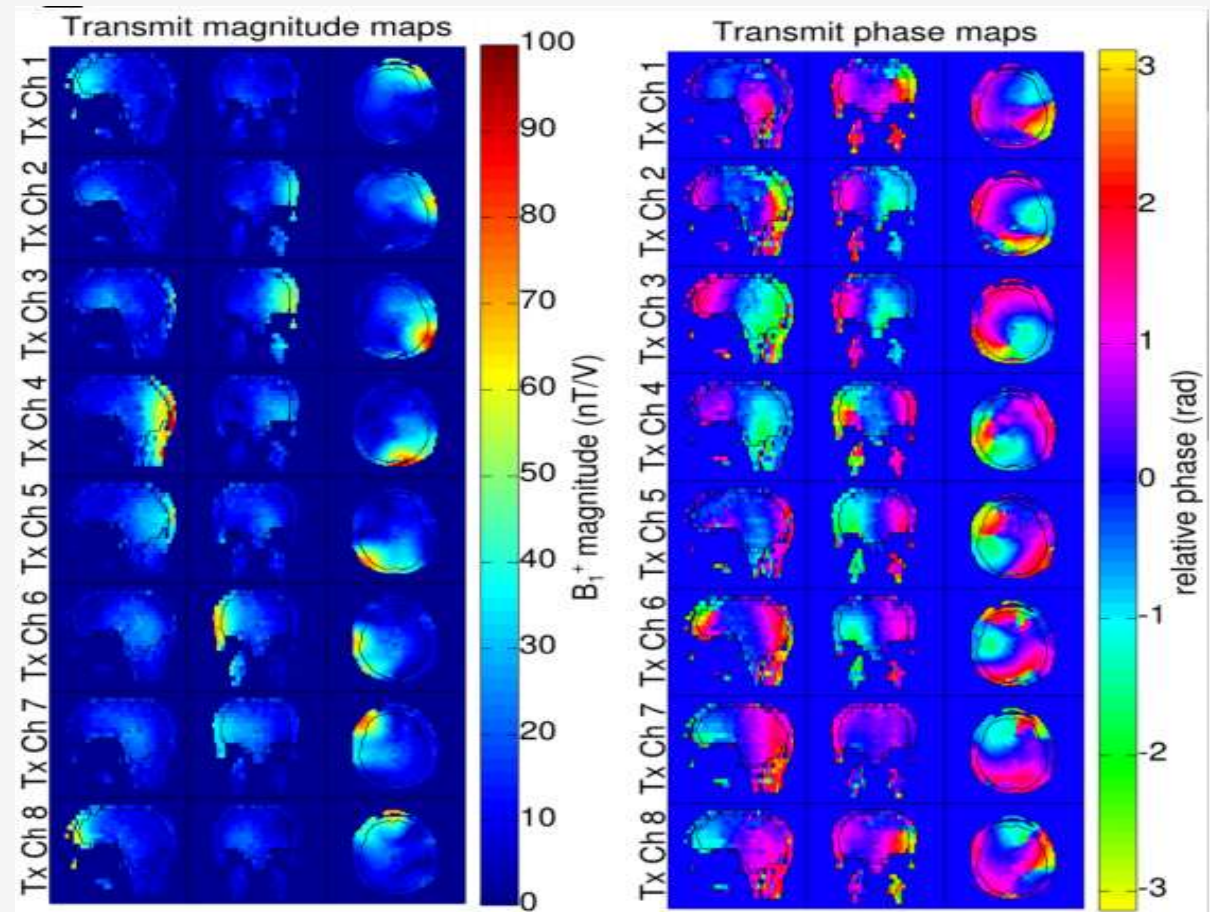 Transmit magnitude maps
Tx Ch 1
Tx Ch 2
Tx Ch 3
Tx Ch 4
Tx Ch 5
Tx Ch 6
Tx Ch 7
Tx Ch 8
100
90
80
70
60
50
40
30
20
10
0
B₁⁺ magnitude (nT/V)
Transmit phase maps
Tx Ch 1
Tx Ch 2
Tx Ch 3
Tx Ch 4
Tx Ch 5
Tx Ch 6
Tx Ch 7
Tx Ch 8
3
2
1
0
-1
-2
-3
relative phase (rad)